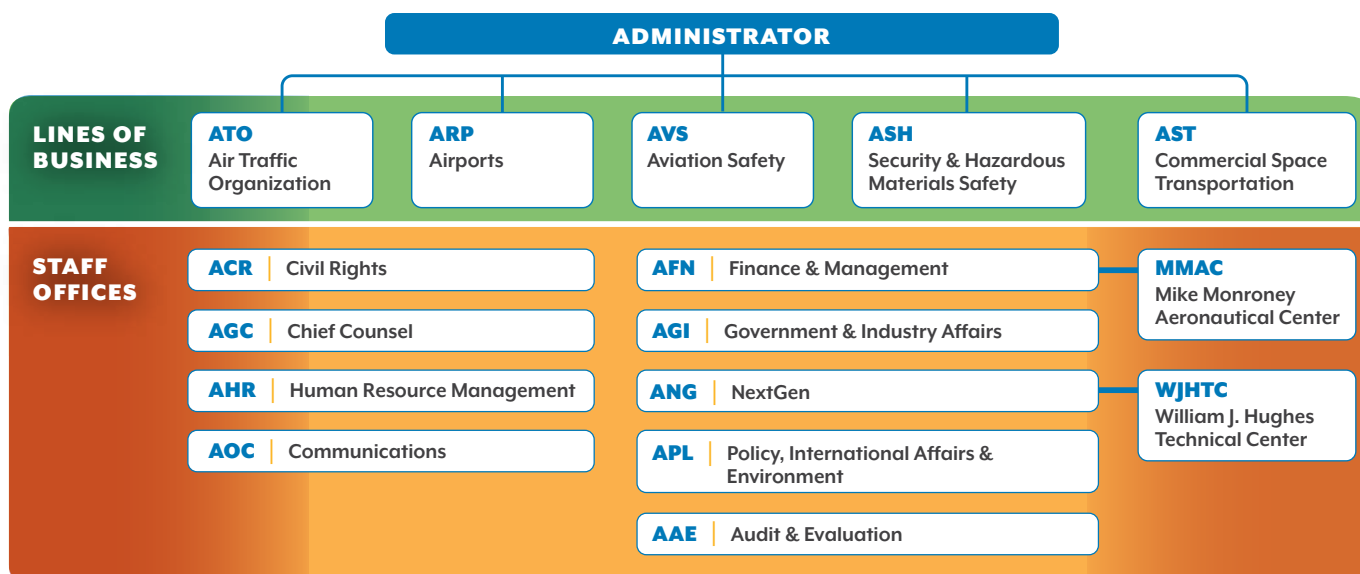 ADMINISTRATOR
LINES OF
BUSINESS
ATO
Air Traffic
Organization
ARP
Airports
AVS
Aviation Safety
ASH
Security & Hazardous
Materials Safety
AST
Commercial Space
Transportation
STAFF
OFFICES
ACR | Civil Rights
AGC | Chief Counsel
AHR | Human Resource Management
AOC | Communications
AFN | Finance & Management
AGI | Government & Industry Affairs
ANG | NextGen
APL | Policy, International Affairs &
Environment
AAE | Audit & Evaluation
MMAC
Mike Monroney
Aeronautical Center
WJHTC
William J. Hughes
Technical Center